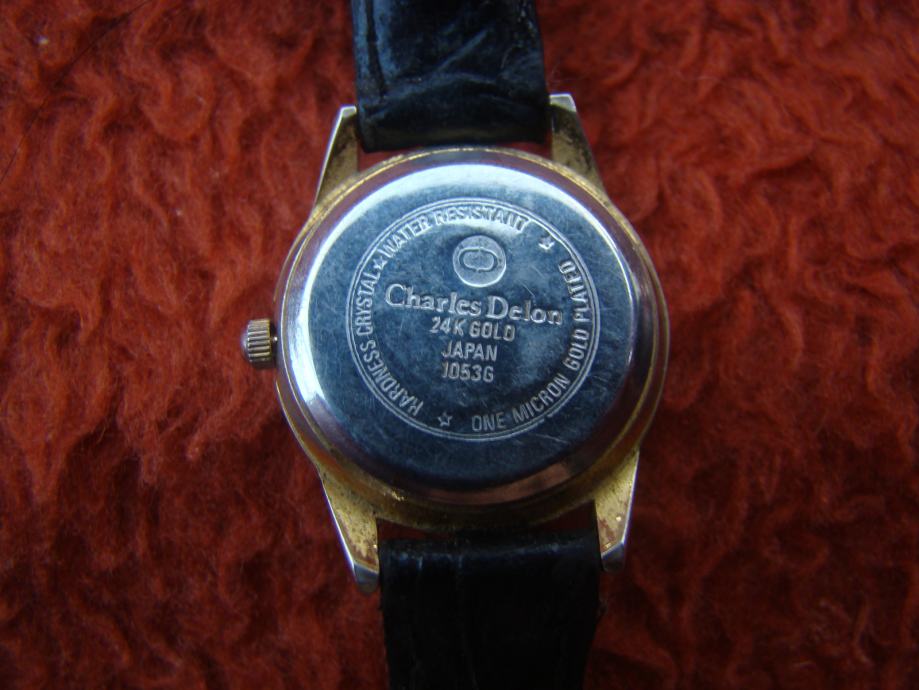 WATER RESISTANT ★
ONE MICRON GOLD PLATED ★
HARDNESS CRYSTAL ★
Charles Delon
24K GOLD
JAPAN
1053G